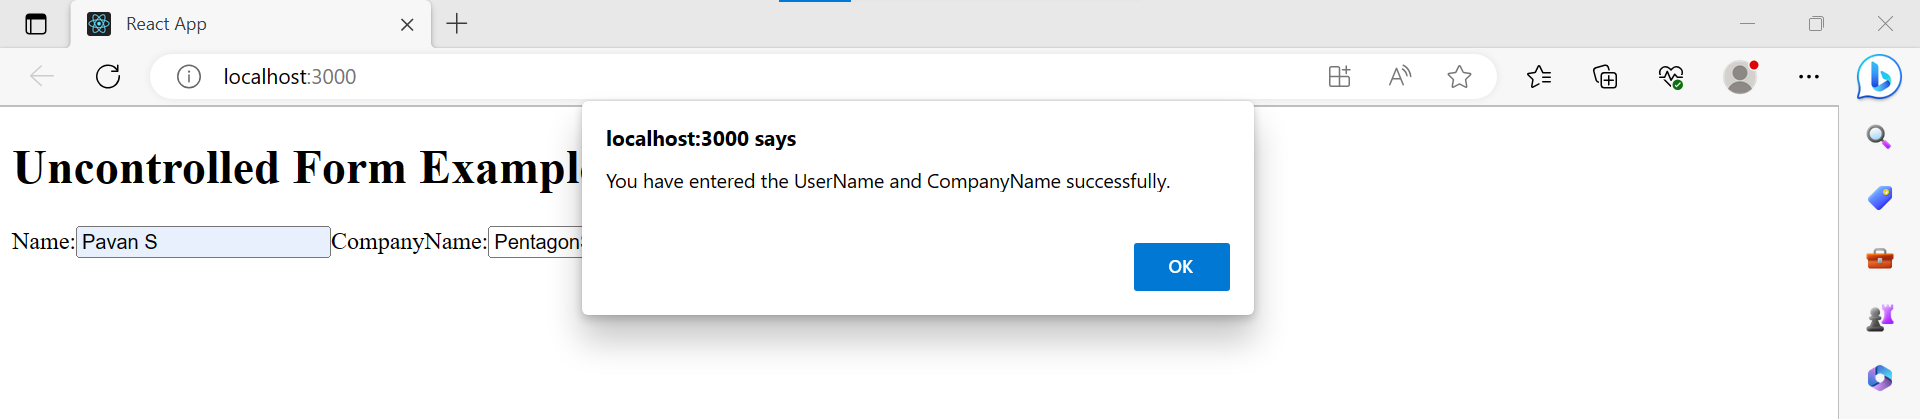 React App
localhost:3000
localhost:3000 says
You have entered the UserName and CompanyName successfully.
OK
Uncontrolled Form Example
Name: Pavan S CompanyName: Pentagon